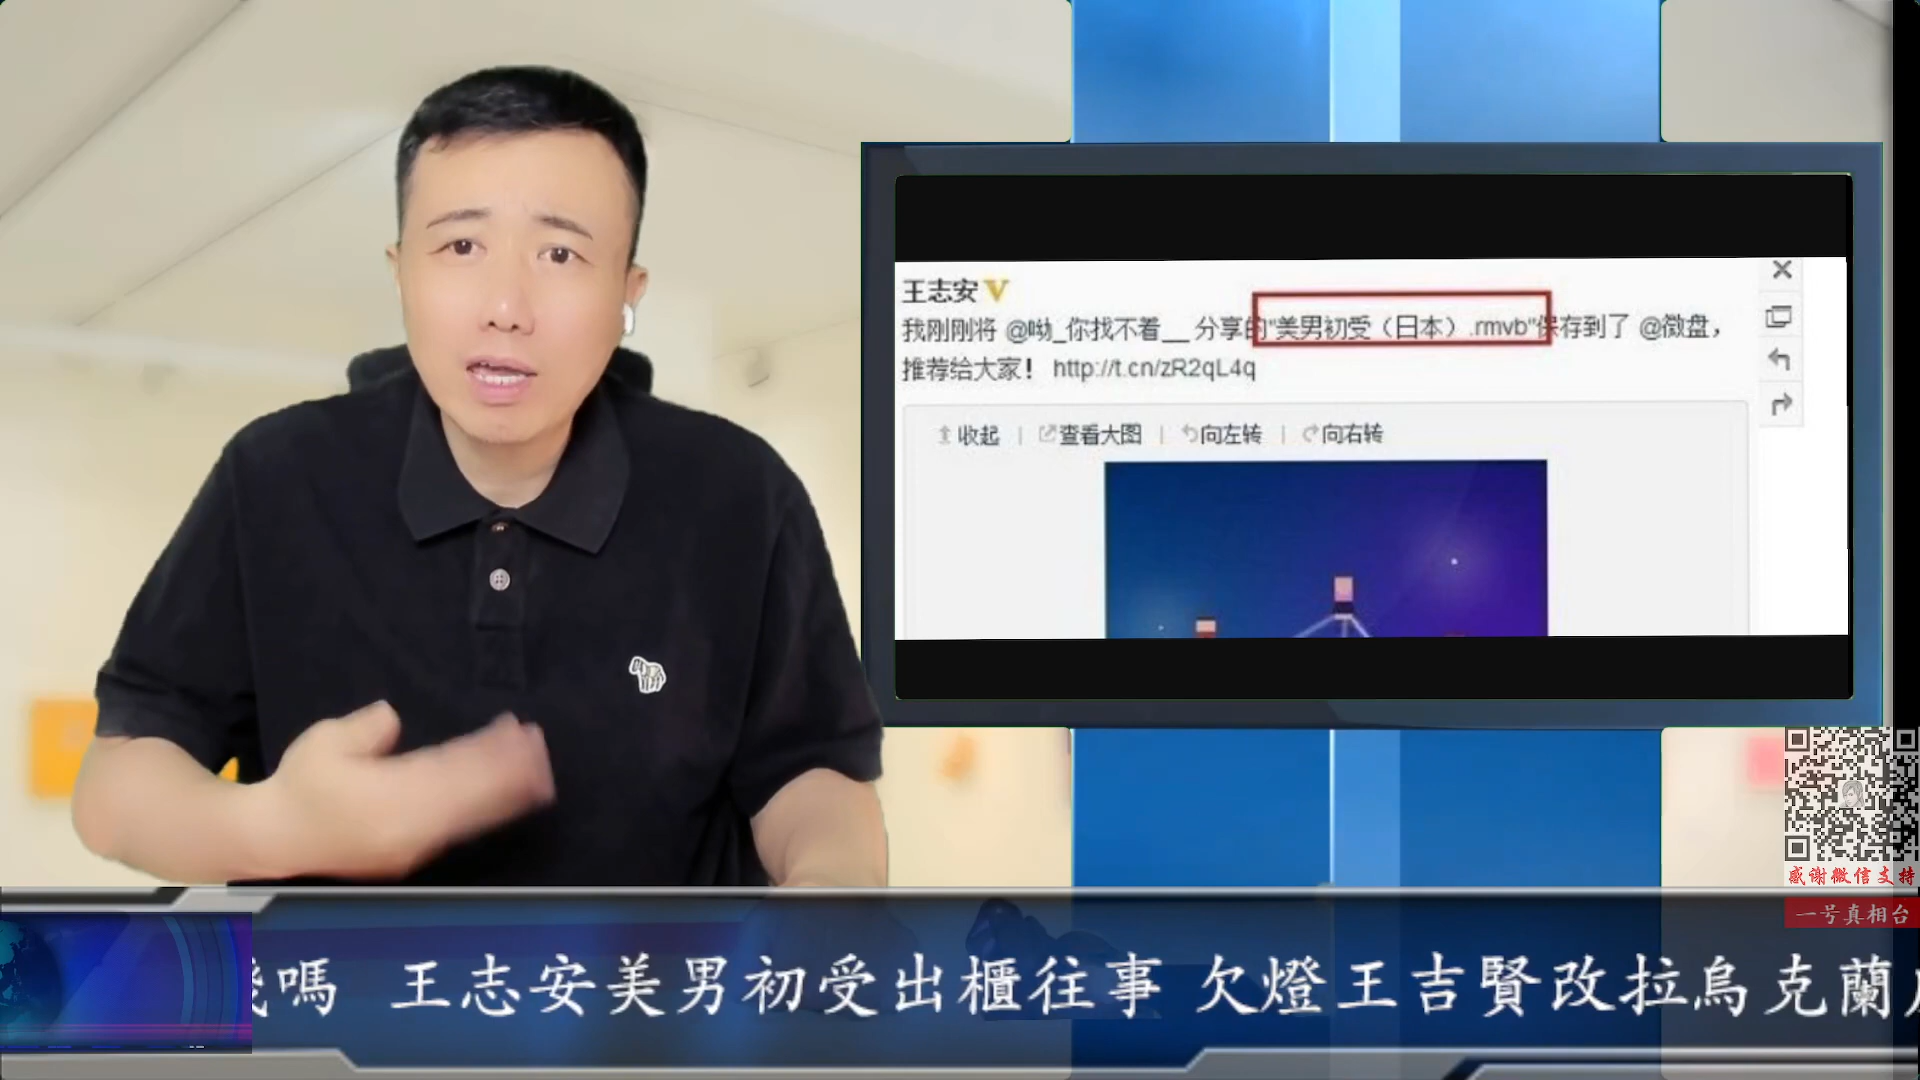 王志安
我刚刚将 @呦_你找不着__ 分享的“美男初受（日本）.rmvb”保存到了 @微盘，
推荐给大家！ http://t.cn/zR2qL4q
收起 | 查看大图 | 向左转 | 向右转
感谢微信支持
一号真相台
嗎 王志安美男初受出櫃往事 欠燈王吉賢改拉烏克蘭